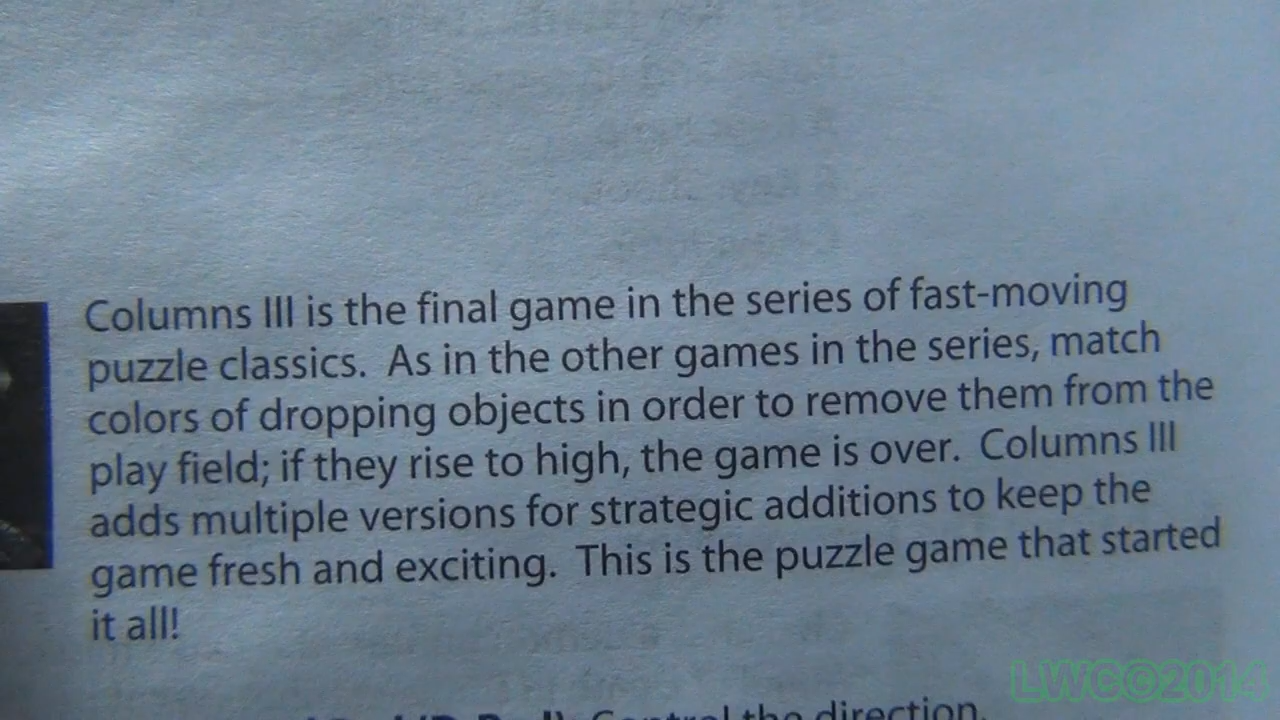 Columns III is the final game in the series of fast-moving
puzzle classics.  As in the other games in the series, match
colors of dropping objects in order to remove them from the
play field; if they rise to high, the game is over.  Columns III
adds multiple versions for strategic additions to keep the
game fresh and exciting.  This is the puzzle game that started
it all!
LWC©2014
Control the direction.